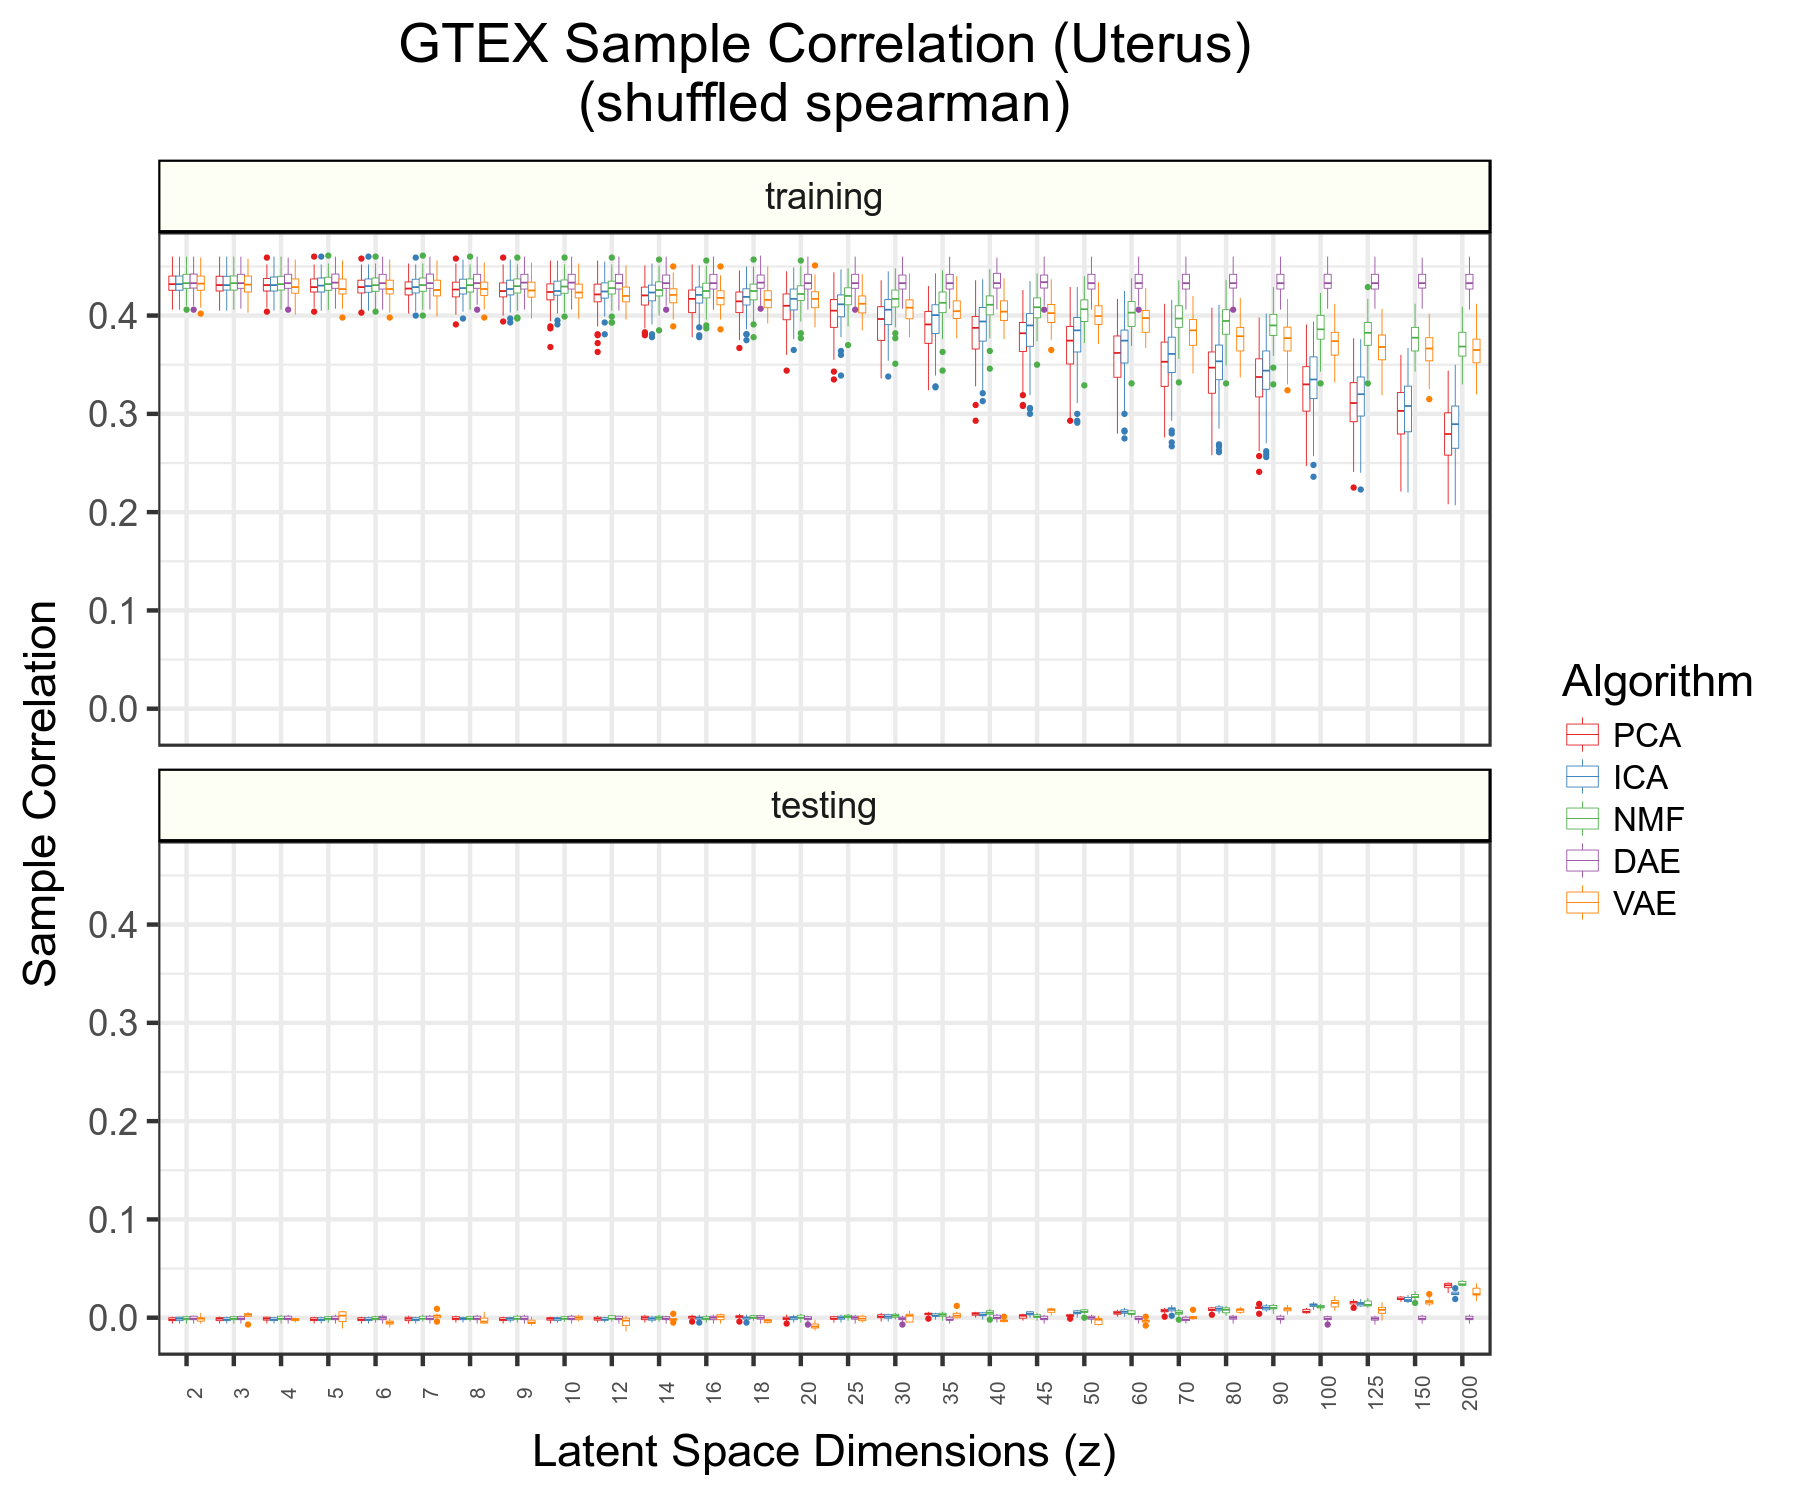 GTEX Sample Correlation (Uterus)
(shuffled spearman)
training
0.4
0.3
0.2
0.1
0.0
testing
0.4
0.3
0.2
0.1
0.0
Sample Correlation
2 3 4 5 6 7 8 9 10 12 14 16 18 20 25 30 35 40 45 50 60 70 80 90 100 125 150 200
Latent Space Dimensions (z)
Algorithm
PCA
ICA
NMF
DAE
VAE